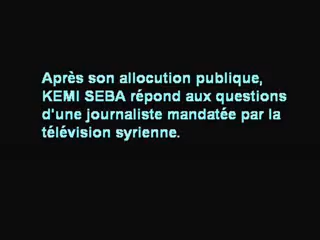 Après son allocution publique,
KEMI SEBA répond aux questions
d'une journaliste mandatée par la
télévision syrienne.